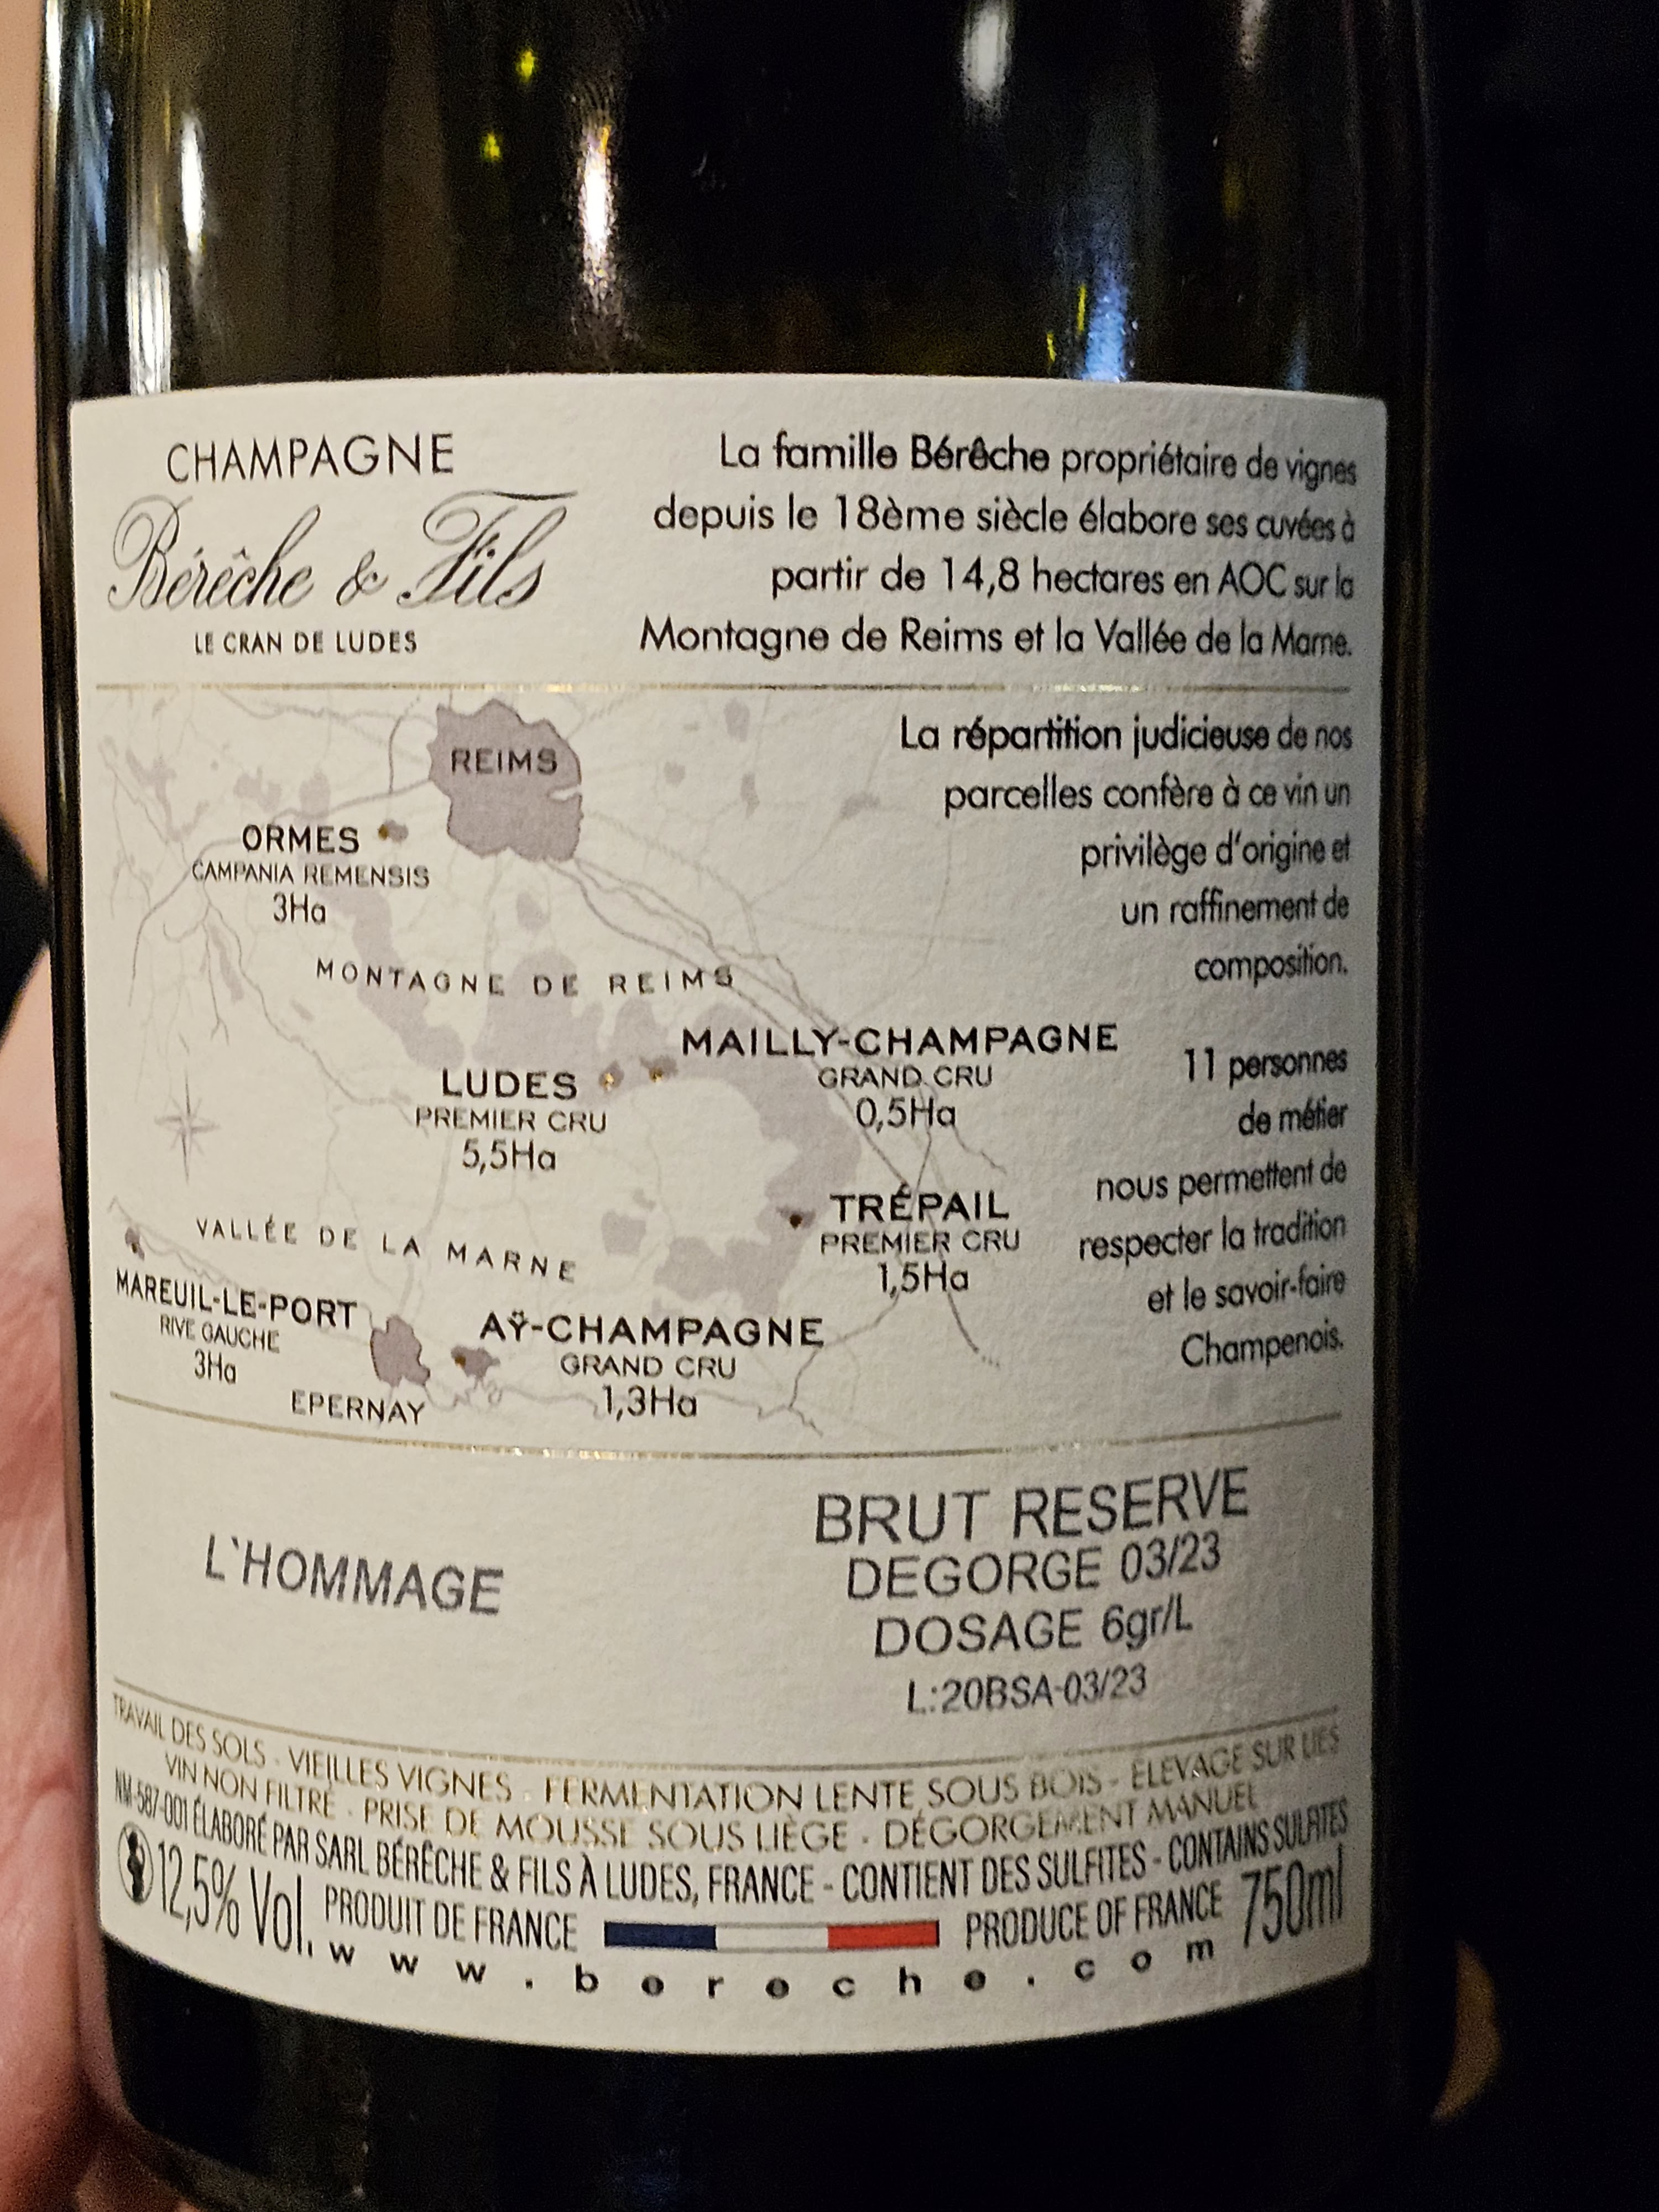 CHAMPAGNE
Bérêche & Fils
LE CRAN DE LUDES
La famille Bérêche propriétaire de vignes
depuis le 18ème siècle élabore ses cuvées à
partir de 14,8 hectares en AOC sur la
Montagne de Reims et la Vallée de la Marne.
REIMS
ORMES
CAMPANIA REMENSIS
3Ha
MONTAGNE DE REIMS
MAILLY-CHAMPAGNE
GRAND CRU
0,5Ha
LUDES
PREMIER CRU
5,5Ha
TRÉPAIL
PREMIER CRU
1,5Ha
VALLÉE DE LA MARNE
MAREUIL-LE-PORT
RIVE GAUCHE
3Ha
AŸ-CHAMPAGNE
GRAND CRU
1,3Ha
EPERNAY
La répartition judicieuse de nos
parcelles confère à ce vin un
privilège d'origine et
un raffinement de
composition.
11 personnes
de métier
nous permettent de
respecter la tradition
et le savoir-faire
Champenois.
L`HOMMAGE
BRUT RESERVE
DEGORGE 03/23
DOSAGE 6gr/L
L:20BSA-03/23
TRAVAIL DES SOLS - VIEILLES VIGNES - FERMENTATION LENTE SOUS BOIS - ÉLEVAGE SUR LIES
VIN NON FILTRÉ - PRISE DE MOUSSE SOUS LIÈGE - DÉGORGEMENT MANUEL
NM-587-001 ÉLABORÉ PAR SARL BÉRÊCHE & FILS À LUDES, FRANCE - CONTIENT DES SULFITES - CONTAINS SULFITES
12,5% Vol. PRODUIT DE FRANCE PRODUCE OF FRANCE 750ml
www.bereche.com